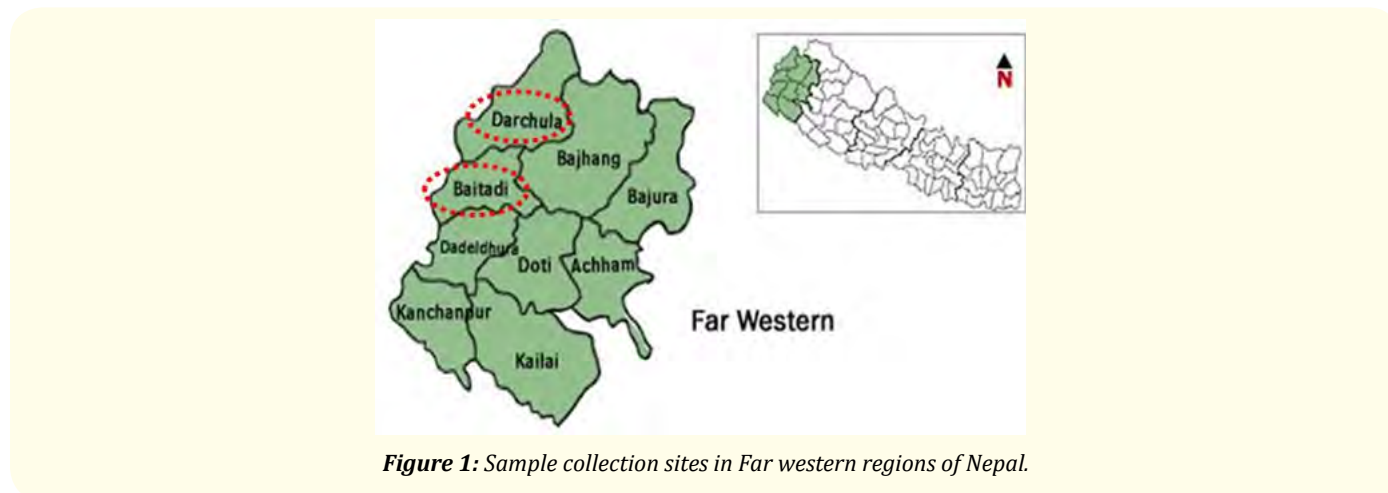 Darchula
Bajhang
Baitadi
Bajura
Dadeldhura
Doti
Achham
Kanchanpur
Kailai
Far Western
N
Figure 1: Sample collection sites in Far western regions of Nepal.